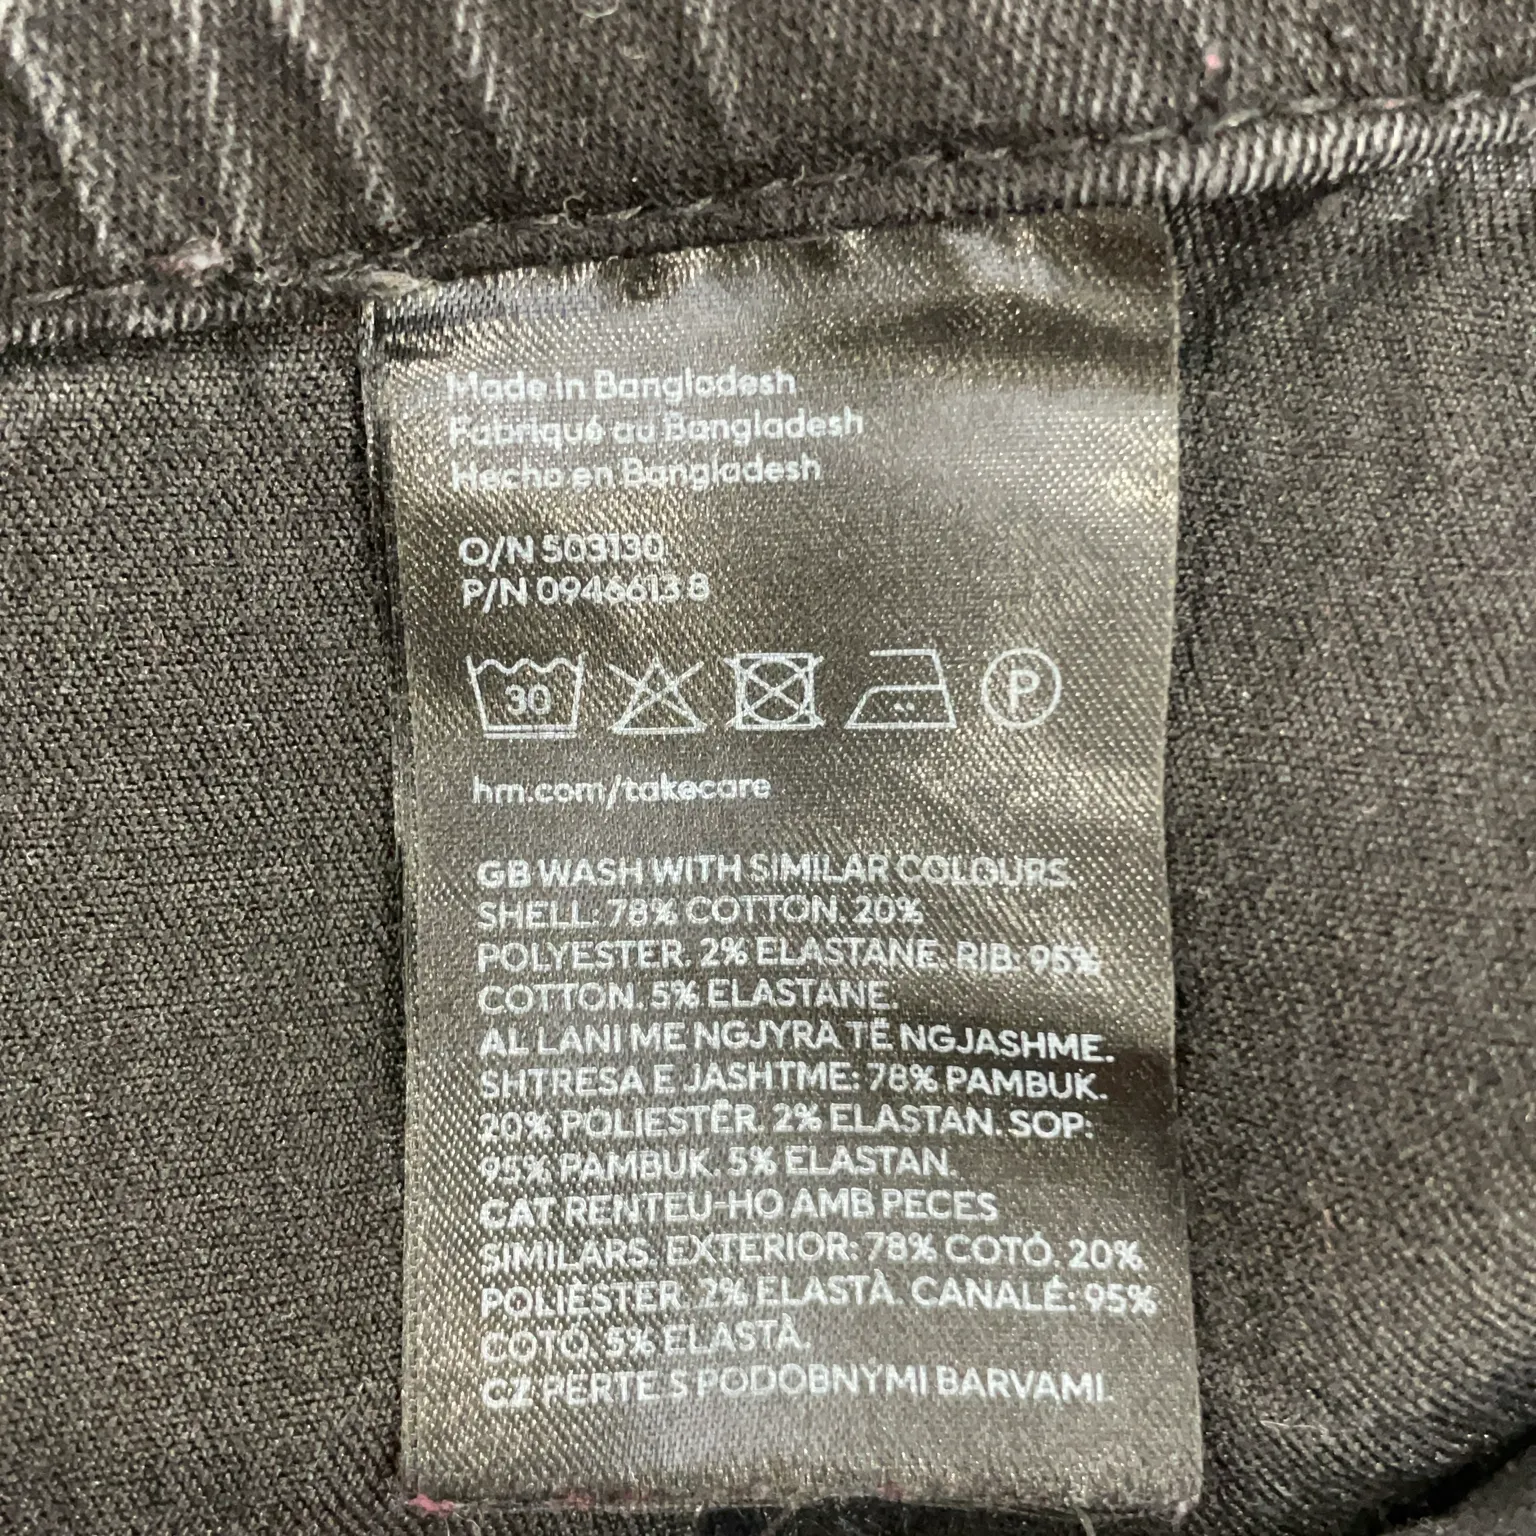 Made in Bangladesh
Fabriqué au Bangladesh
Hecho en Bangladesh
O/N 503130
P/N 0946613 8
30
P
hm.com/takecare
GB WASH WITH SIMILAR COLOURS.
SHELL: 78% COTTON. 20%
POLYESTER. 2% ELASTANE. RIB: 95%
COTTON. 5% ELASTANE.
AL LANI ME NGJYRA TË NGJASHME.
SHTRESA E JASHTME: 78% PAMBUK.
20% POLIESTËR. 2% ELASTAN. SOP:
95% PAMBUK. 5% ELASTAN.
CAT RENTEU-HO AMB PECES
SIMILARS. EXTERIOR: 78% COTÓ. 20%
POLIÈSTER. 2% ELASTÀ. CANALÉ: 95%
COTÓ. 5% ELASTÀ.
CZ PERTE S PODOBNÝMI BARVAMI.